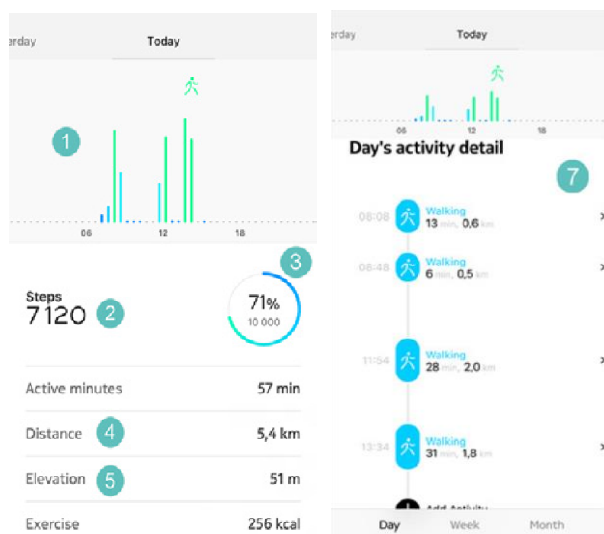 erday
Today
1
06
12
18
3
Steps
7120
2
71%
10 000
Active minutes
57 min
Distance
4
5,4 km
Elevation
5
51 m
Exercise
256 kcal
erday
Today
06
12
18
Day's activity detail
7
08:08
Walking
13 min, 0,6 km
08:48
Walking
6 min, 0,5 km
11:54
Walking
28 min, 2,0 km
13:34
Walking
31 min, 1,8 km
Add Activity
Day
Week
Month